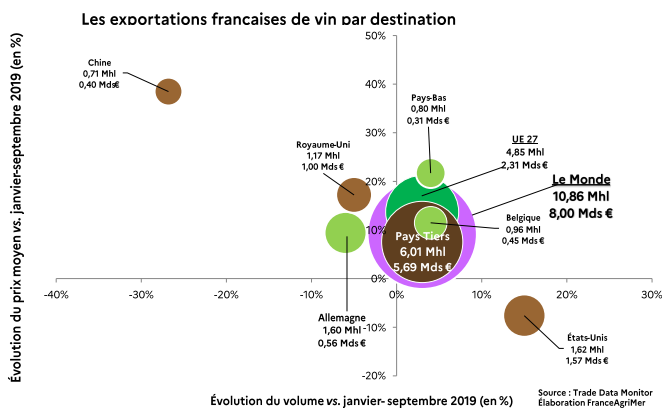 Les exportations françaises de vin par destination
Évolution du prix moyen vs. janvier-septembre 2019 (en %)
50%
40%
30%
20%
10%
0%
-10%
-20%
-40%
-30%
-20%
-10%
0%
10%
20%
30%
Chine
0,71 Mhl
0,40 Mds€
Royaume-Uni
1,17 Mhl
1,00 Mds €
Pays-Bas
0,80 Mhl
0,31 Mds €
UE 27
4,85 Mhl
2,31 Mds €
Le Monde
10,86 Mhl
8,00 Mds €
Belgique
0,96 Mhl
0,45 Mds €
Pays Tiers
6,01 Mhl
5,69 Mds €
Allemagne
1,60 Mhl
0,56 Mds €
États-Unis
1,62 Mhl
1,57 Mds €
Évolution du volume vs. janvier- septembre 2019 (en %)
Source : Trade Data Monitor
Élaboration FranceAgriMer